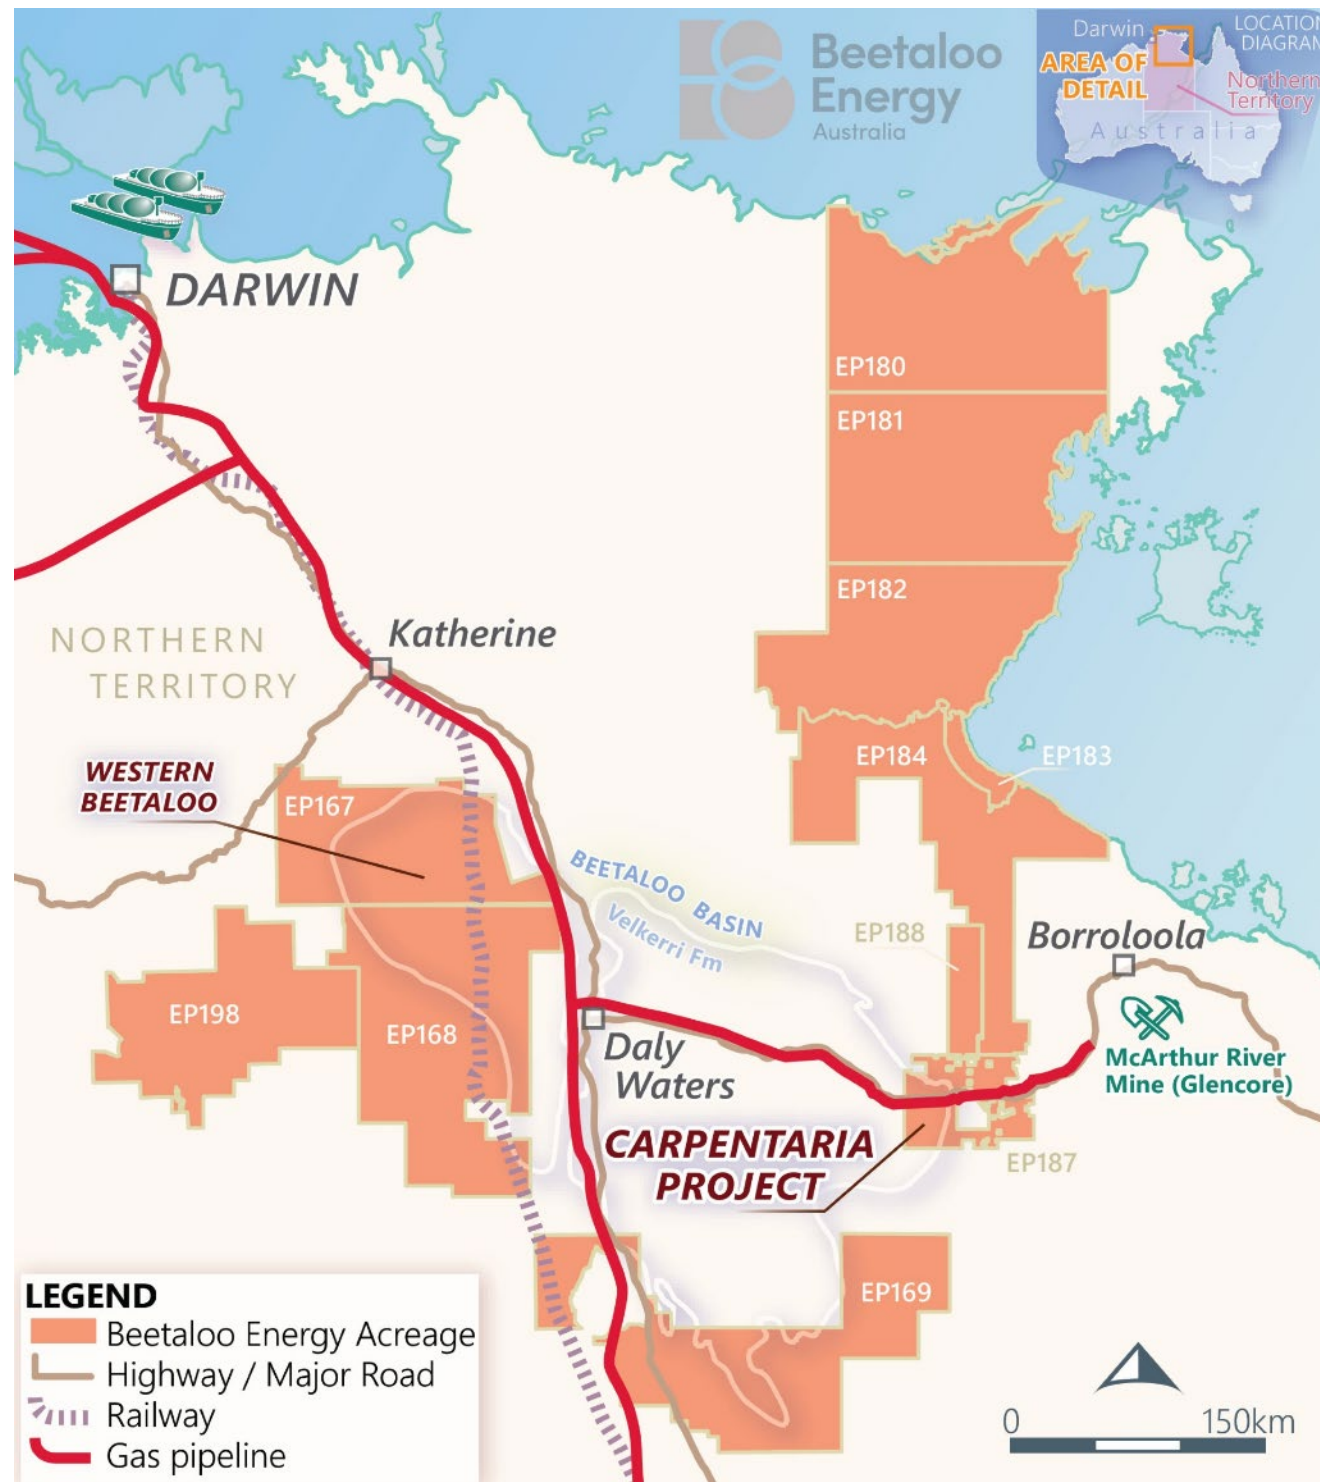 Beetaloo
Energy
Australia
Darwin
LOCATION
DIAGRAM
AREA OF
DETAIL
Northern
Territory
Australia
DARWIN
EP180
EP181
EP182
Katherine
NORTHERN
TERRITORY
EP184
EP183
WESTERN
BEETALOO
EP167
BEETALOO BASIN
Velkerri Fm
EP188
Borroloola
EP198
EP168
Daly
Waters
McArthur River
Mine (Glencore)
CARPENTARIA
PROJECT
EP187
EP169
LEGEND
Beetaloo Energy Acreage
Highway / Major Road
Railway
Gas pipeline
0 150km